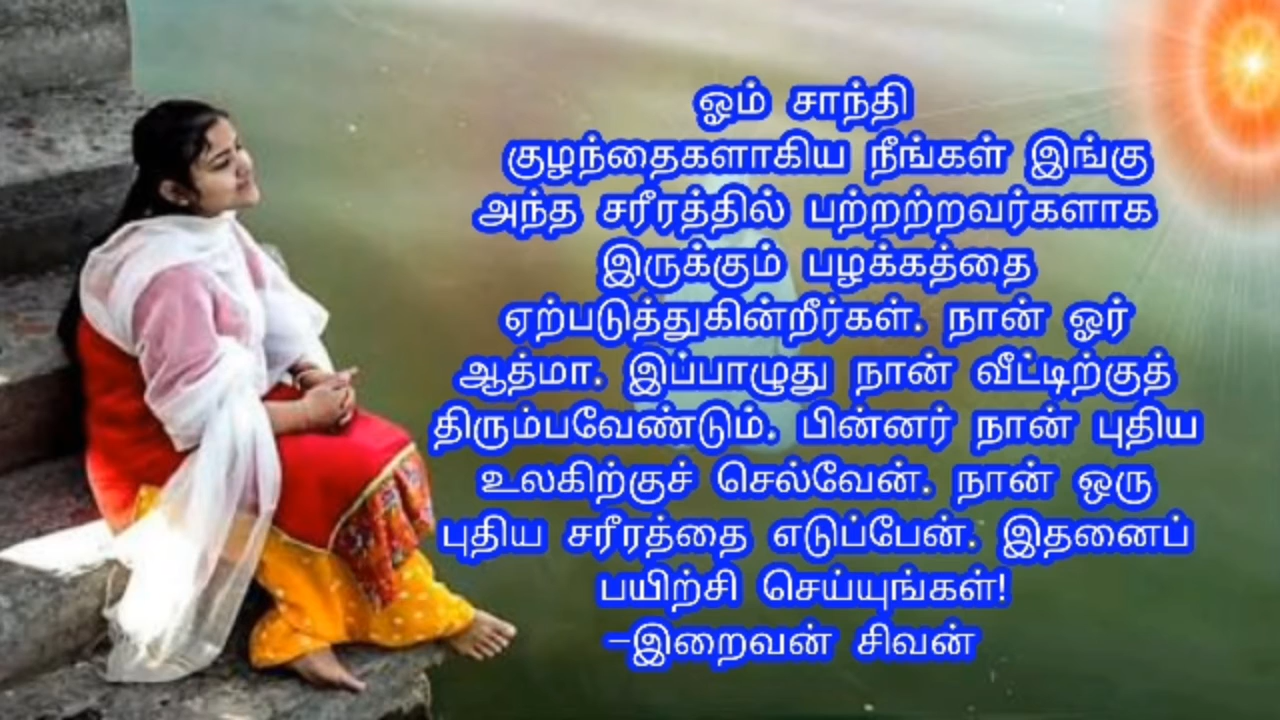 ஓம் சாந்தி
குழந்தைகளாகிய நீங்கள் இங்கு
அந்த சரீரத்தில் பற்றற்றவர்களாக
இருக்கும் பழக்கத்தை
ஏற்படுத்துகின்றீர்கள். நான் ஓர்
ஆத்மா. இப்பாழுது நான் வீட்டிற்குத்
திரும்பவேண்டும். பின்னர் நான் புதிய
உலகிற்குச் செல்வேன். நான் ஒரு
புதிய சரீரத்தை எடுப்பேன். இதனைப்
பயிற்சி செய்யுங்கள்!
-இறைவன் சிவன்